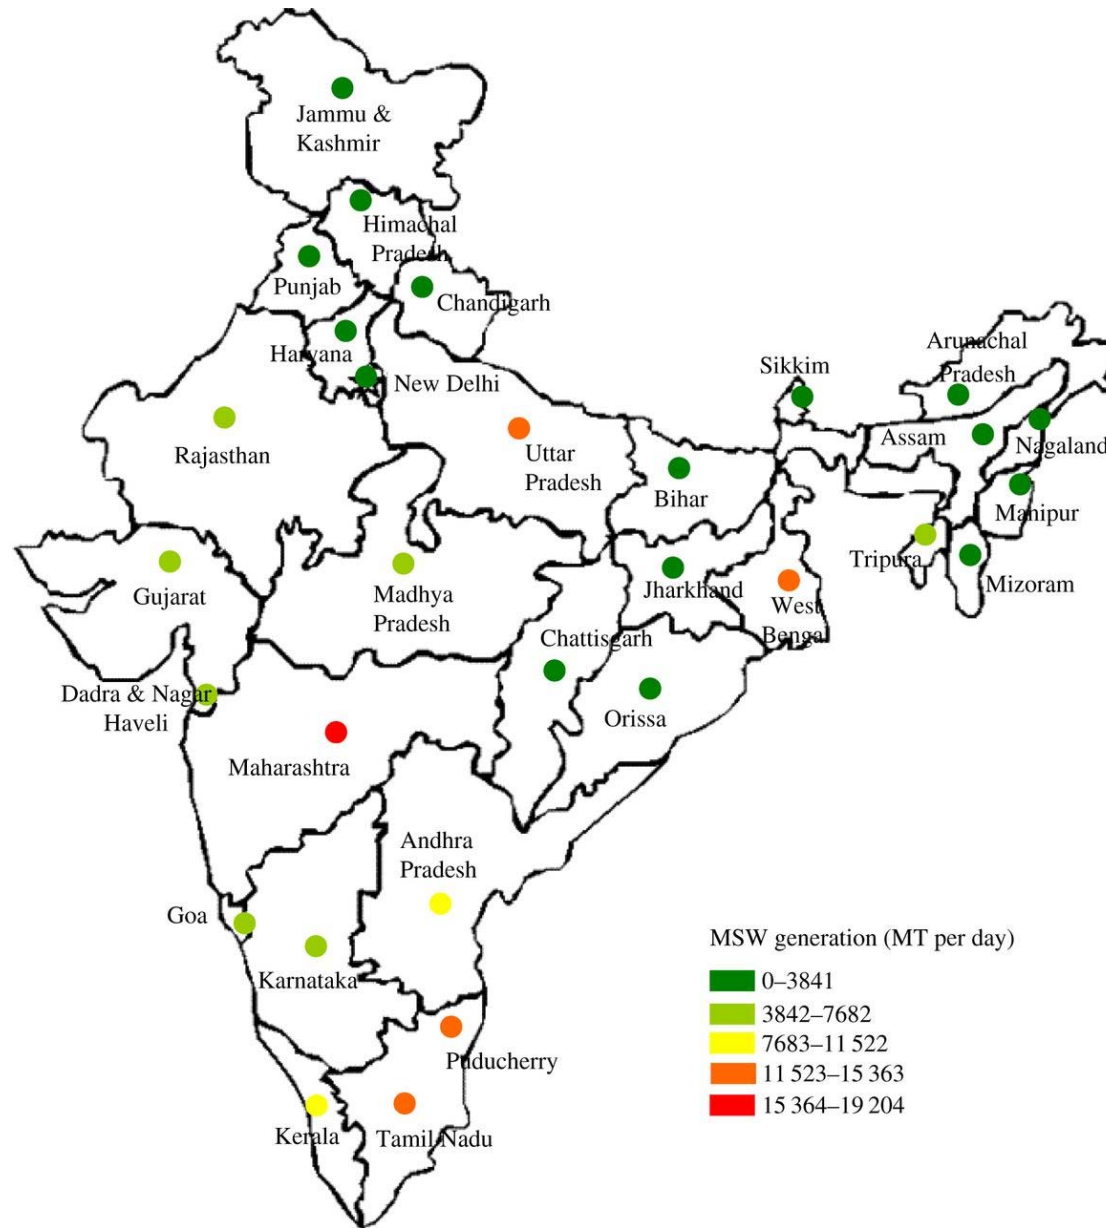 Jammu &
Kashmir
Himachal
Pradesh
Punjab
Chandigarh
Haryana
New Delhi
Sikkim
Arunachal
Pradesh
Rajasthan
Uttar
Pradesh
Assam
Nagaland
Bihar
Manipur
Gujarat
Madhya
Pradesh
Jharkhand
Tripura
Mizoram
West
Benga
Chattisgarh
Dadra & Nagar
Haveli
Orissa
Maharashtra
Andhra
Pradesh
Goa
Karnataka
MSW generation (MT per day)
0–3841
3842–7682
7683–11 522
11 523–15 363
15 364–19 204
Puducherry
Kerala
Tamil Nadu